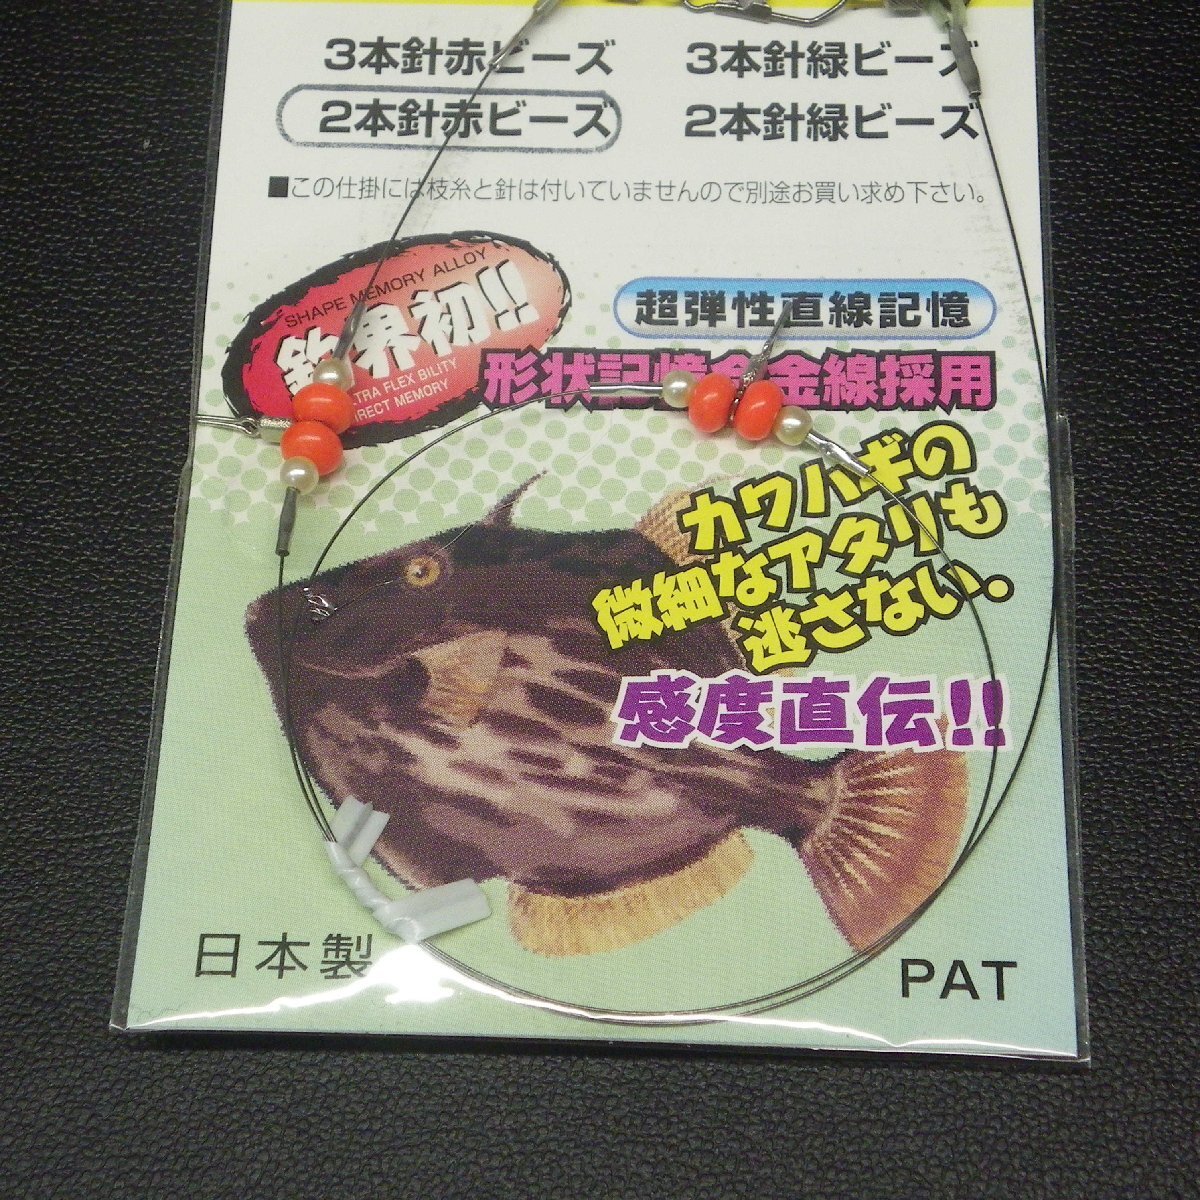 3本針赤ビーズ 3本針緑ビーズ
2本針赤ビーズ 2本針緑ビーズ
■この仕掛には枝糸と針は付いていませんので別途お買い求め下さい。
SHAPE MEMORY ALLOY
釣界初!!
ULTRA FLEX BILITY
DIRECT MEMORY
超弾性直線記憶
形状記憶合金線採用
カワハギの
微細なアタリも
逃さない。
感度直伝!!
日本製
PAT